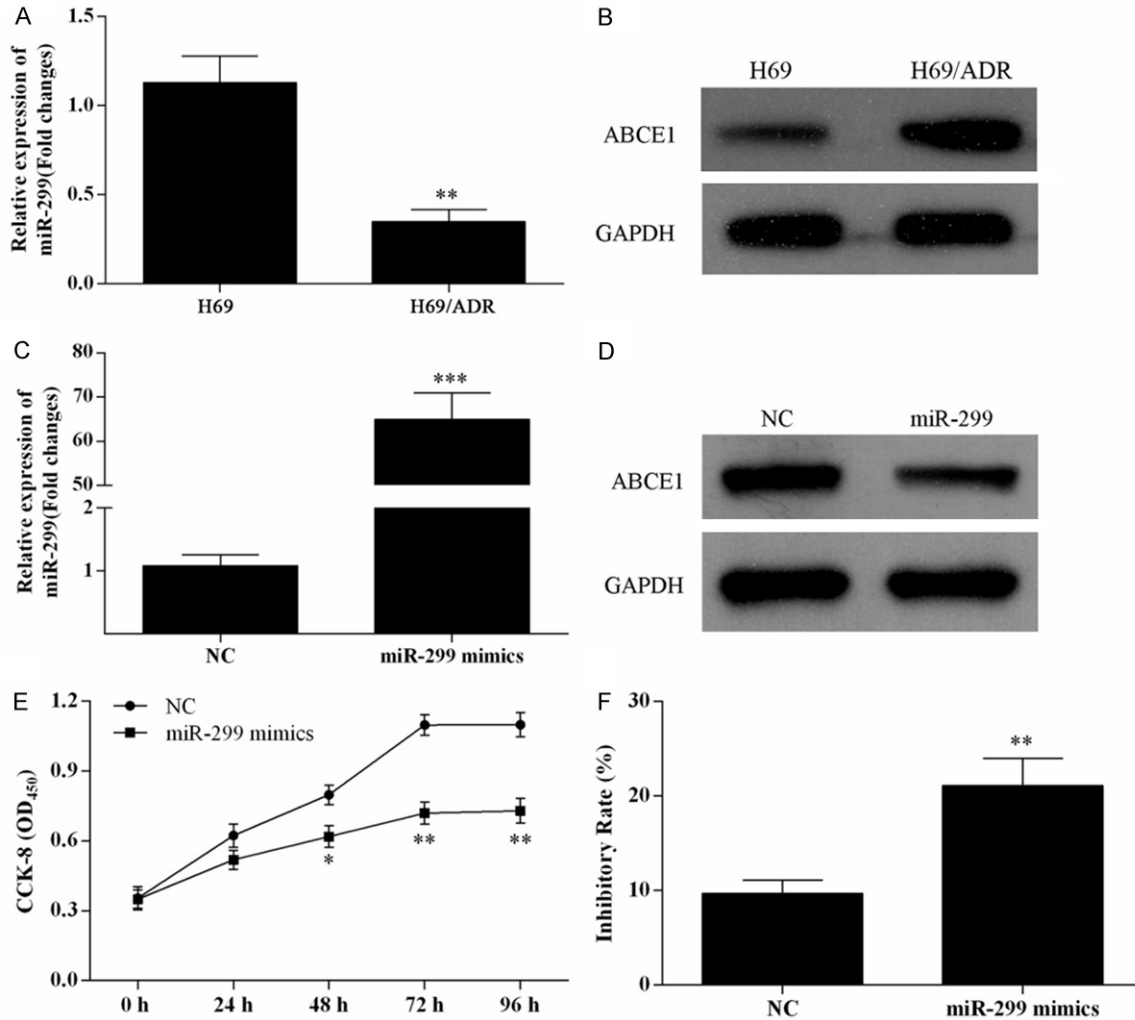 A
Relative expression of
miR-299(Fold changes)
1.5
1.0
0.5
0.0
**
H69
H69/ADR
B
H69 H69/ADR
ABCE1
GAPDH
C
Relative expression of
miR-299(Fold changes)
80
70
60
50
2
1
***
NC
miR-299 mimics
D
NC miR-299
ABCE1
GAPDH
E
CCK-8 (OD450)
1.2
0.9
0.6
0.3
0.0
NC
miR-299 mimics
*
**
**
0 h 24 h 48 h 72 h 96 h
F
Inhibitory Rate (%)
30
20
10
0
**
NC
miR-299 mimics